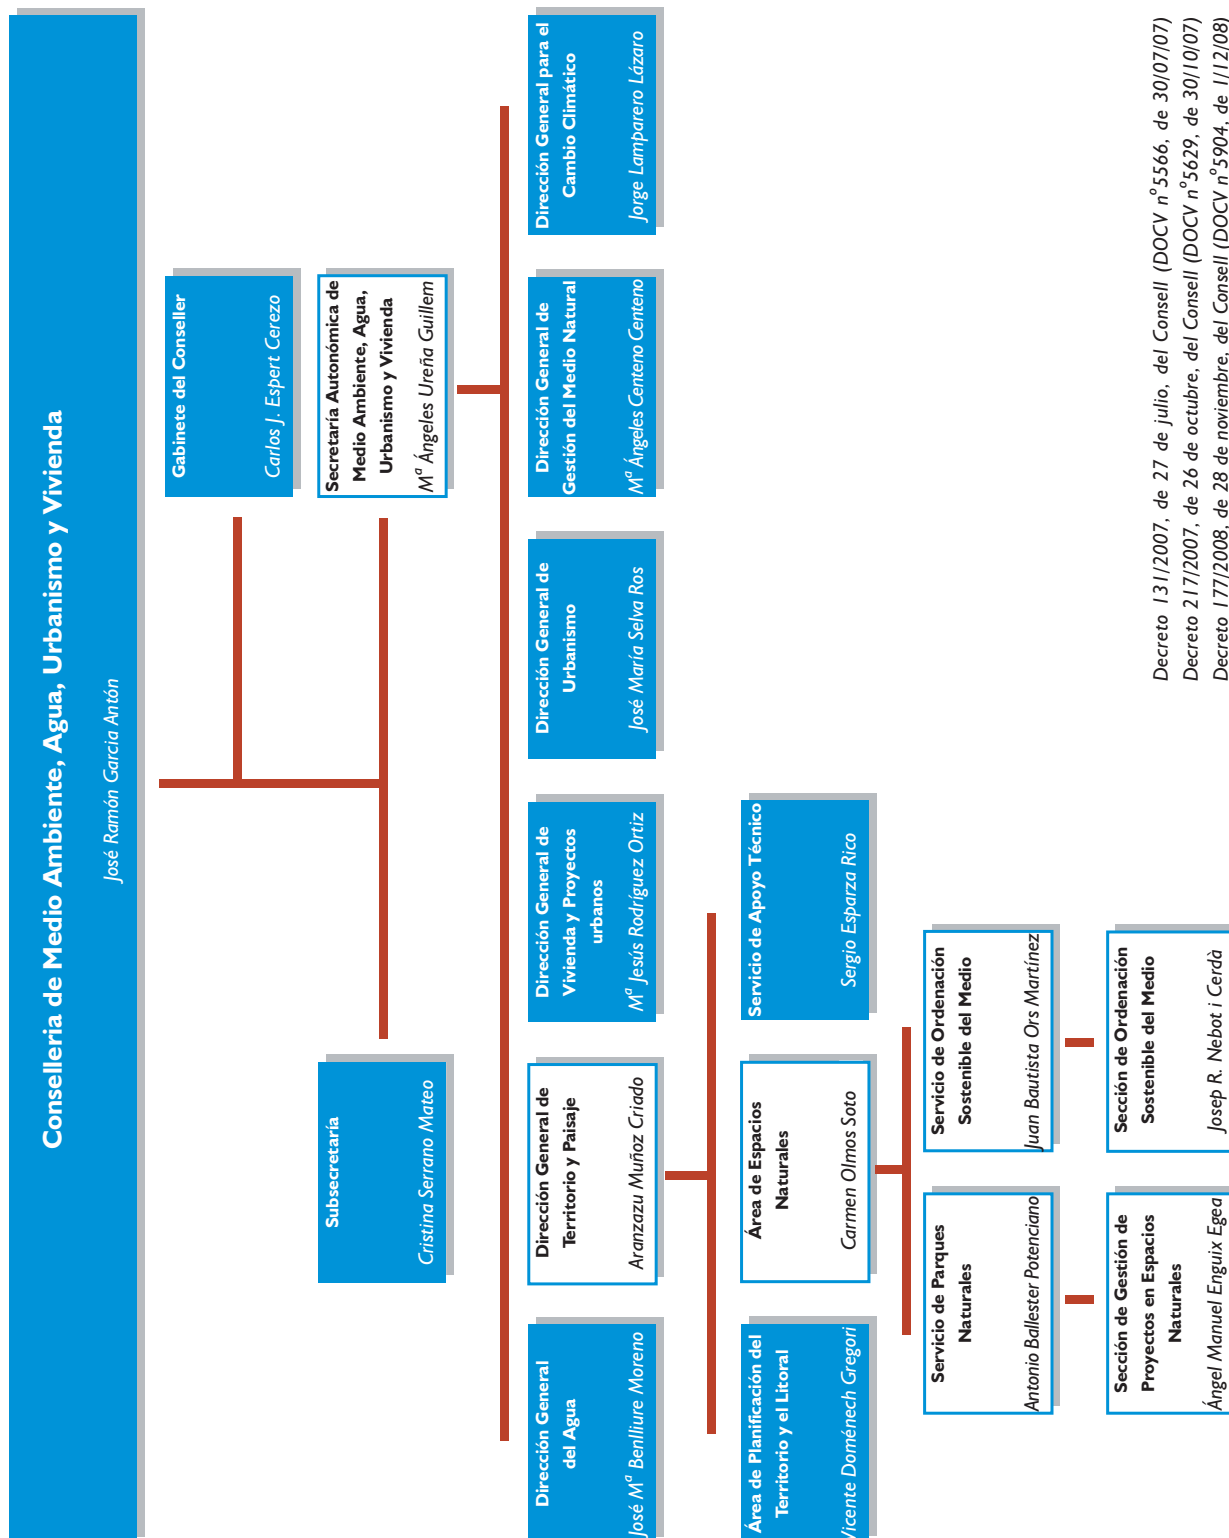 Conselleria de Medio Ambiente, Agua, Urbanismo y Vivienda
José Ramón Garcia Antón
Gabinete del Conseller
Carlos J. Espert Cerezo
Subsecretaría
Cristina Serrano Mateo
Secretaría Autonómica de
Medio Ambiente, Agua,
Urbanismo y Vivienda
Mª Ángeles Ureña Guillem
Dirección General
del Agua
José Mª Benlliure Moreno
Dirección General de
Territorio y Paisaje
Aranzazu Muñoz Criado
Dirección General de
Vivienda y Proyectos
urbanos
Mª Jesús Rodríguez Ortiz
Dirección General de
Urbanismo
José María Selva Ros
Dirección General de
Gestión del Medio Natural
Mª Ángeles Centeno Centeno
Dirección General para el
Cambio Climático
Jorge Lamparero Lázaro
Área de Planificación del
Territorio y el Litoral
Vicente Doménech Gregori
Área de Espacios
Naturales
Carmen Olmos Soto
Servicio de Apoyo Técnico
Sergio Esparza Rico
Servicio de Parques
Naturales
Antonio Ballester Potenciano
Servicio de Ordenación
Sostenible del Medio
Juan Bautista Ors Martínez
Sección de Gestión de
Proyectos en Espacios
Naturales
Ángel Manuel Enguix Egea
Sección de Ordenación
Sostenible del Medio
Josep R. Nebot i Cerdà
Decreto 131/2007, de 27 de julio, del Consell (DOCV nº5566, de 30/07/07)
Decreto 217/2007, de 26 de octubre, del Consell (DOCV nº5629, de 30/10/07)
Decreto 177/2008, de 28 de noviembre, del Consell (DOCV nº5904, de 1/12/08)